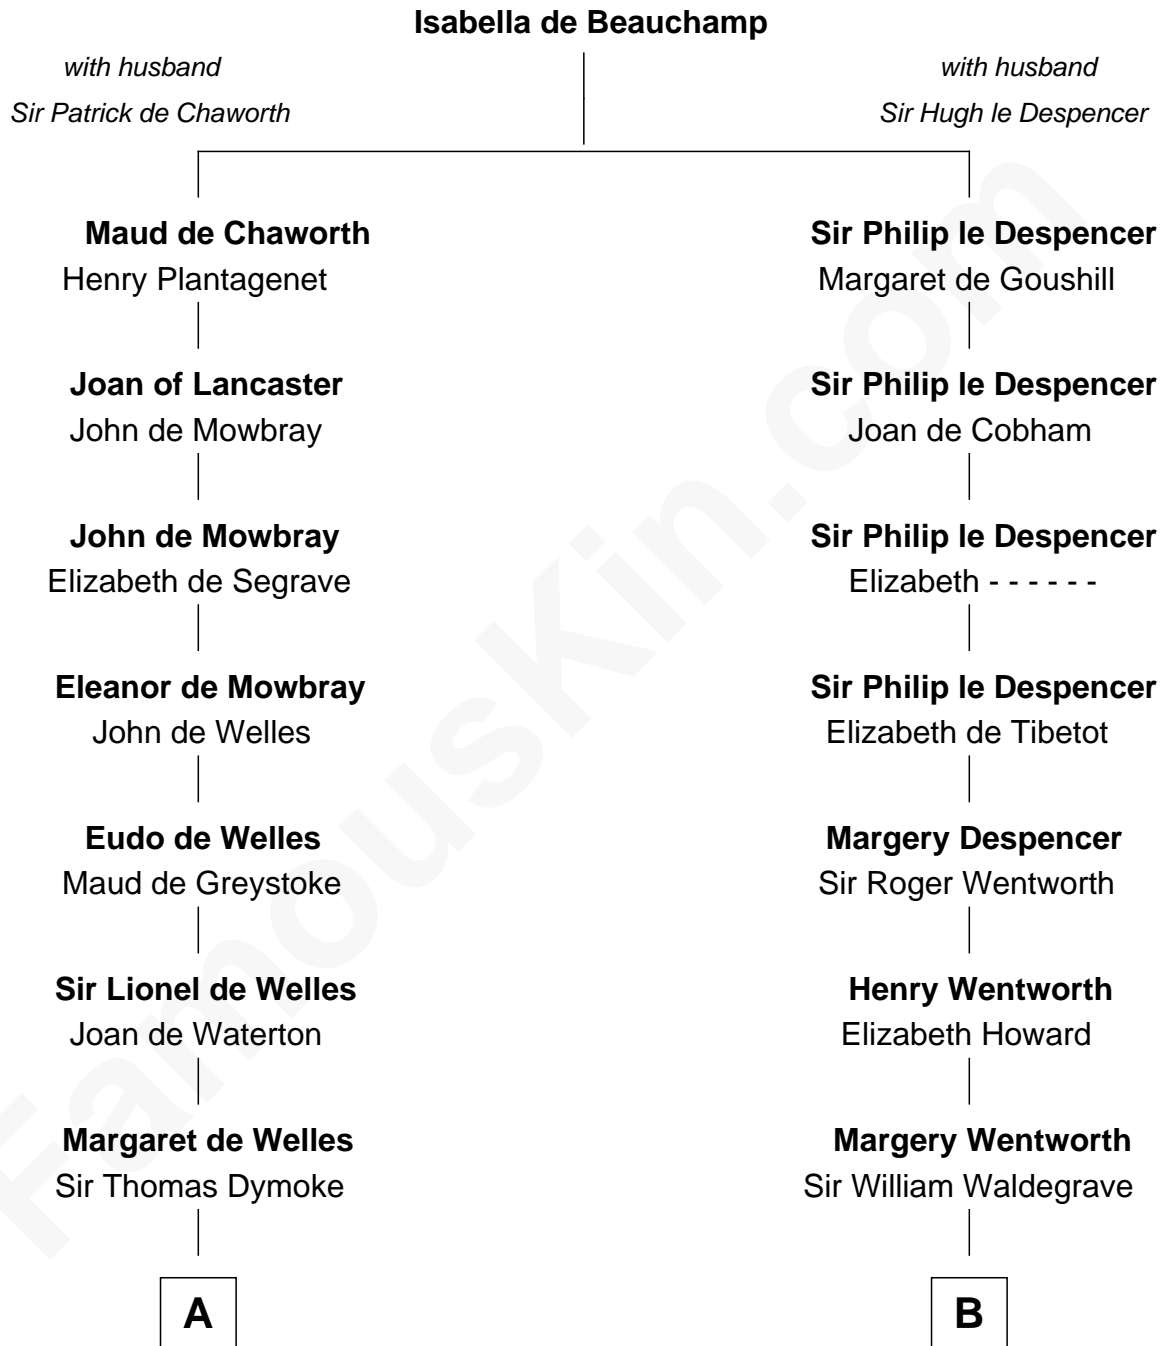 Isabella de Beauchamp
with husband
Sir Patrick de Chaworth
with husband
Sir Hugh le Despencer
Maud de Chaworth
Henry Plantagenet
Sir Philip le Despencer
Margaret de Goushill
Joan of Lancaster
John de Mowbray
Sir Philip le Despencer
Joan de Cobham
John de Mowbray
Elizabeth de Segrave
Sir Philip le Despencer
Elizabeth - - - - - -
Eleanor de Mowbray
John de Welles
Sir Philip le Despencer
Elizabeth de Tibetot
Eudo de Welles
Maud de Greystoke
Margery Despencer
Sir Roger Wentworth
Sir Lionel de Welles
Joan de Waterton
Henry Wentworth
Elizabeth Howard
Margaret de Welles
Sir Thomas Dymoke
Margery Wentworth
Sir William Waldegrave
A
B
FamousKin.com